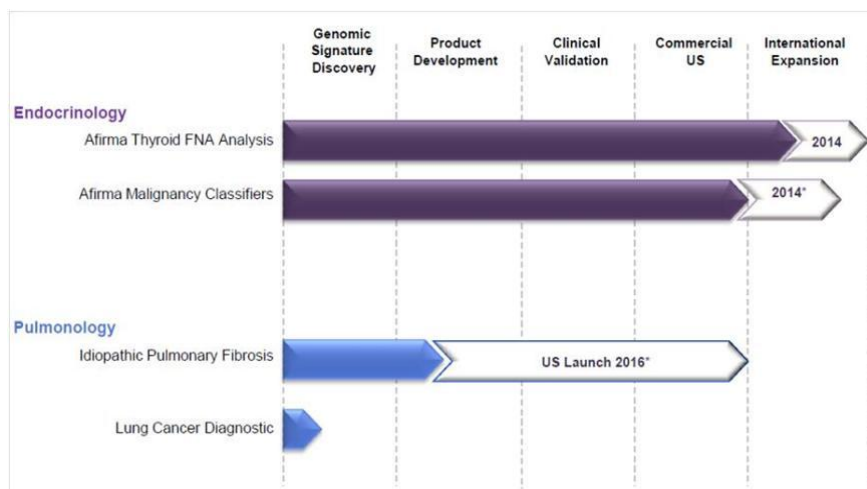 Genomic
Signature
Discovery
Product
Development
Clinical
Validation
Commercial
US
International
Expansion
Endocrinology
Afirma Thyroid FNA Analysis
2014
Afirma Malignancy Classifiers
2014*
Pulmonology
Idiopathic Pulmonary Fibrosis
US Launch 2016*
Lung Cancer Diagnostic